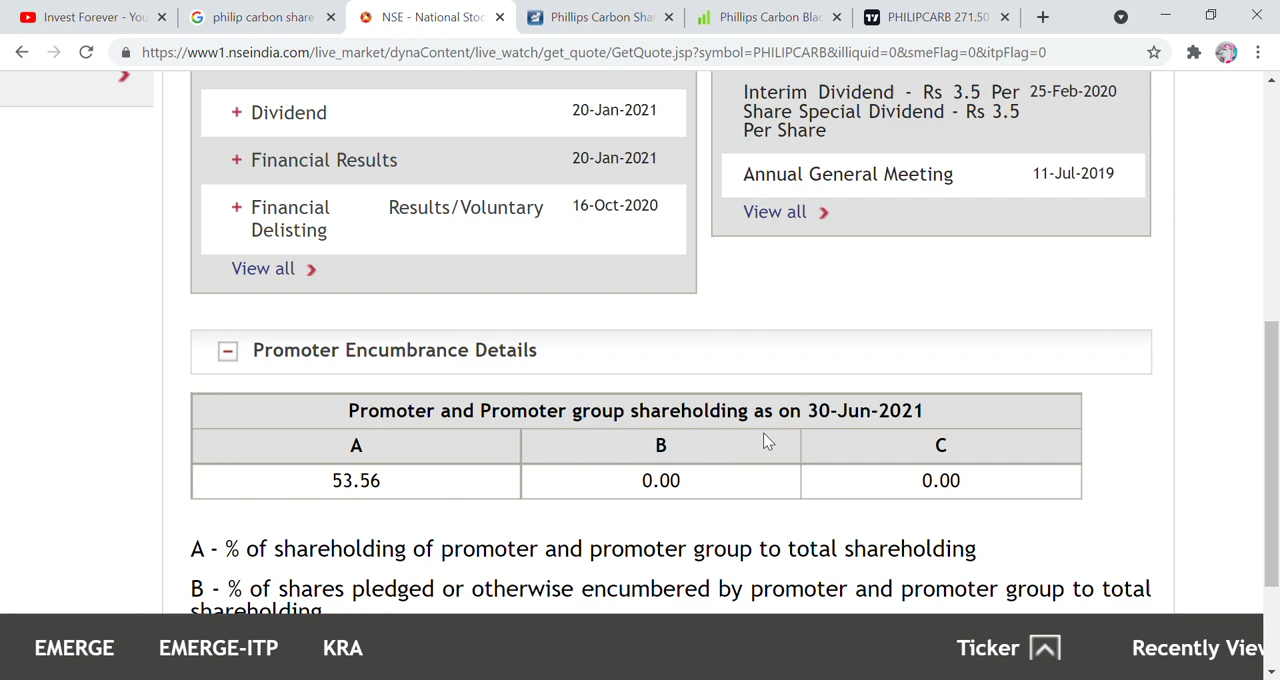 Invest Forever - You
philip carbon share
NSE - National Stoc
Phillips Carbon Sha
Phillips Carbon Blac
PHILIPCARB 271.50
https://www1.nseindia.com/live_market/dynaContent/live_watch/get_quote/GetQuote.jsp?symbol=PHILIPCARB&illiquid=0&smeFlag=0&itpFlag=0
+ Dividend 20-Jan-2021
+ Financial Results 20-Jan-2021
+ Financial Results/Voluntary 16-Oct-2020
Delisting
View all
Interim Dividend - Rs 3.5 Per 25-Feb-2020
Share Special Dividend - Rs 3.5
Per Share
Annual General Meeting 11-Jul-2019
View all
Promoter Encumbrance Details
Promoter and Promoter group shareholding as on 30-Jun-2021
A B C
53.56 0.00 0.00
A - % of shareholding of promoter and promoter group to total shareholding
B - % of shares pledged or otherwise encumbered by promoter and promoter group to total
shareholding
EMERGE EMERGE-ITP KRA Ticker Recently View